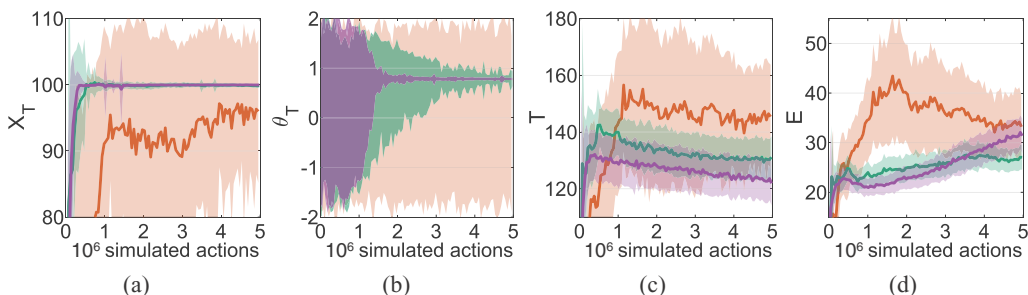 110
100
90
80
X_T
0 1 2 3 4 5
10⁶ simulated actions
(a)
2
1
0
-1
-2
θ_T
0 1 2 3 4 5
10⁶ simulated actions
(b)
180
160
140
120
T
0 1 2 3 4 5
10⁶ simulated actions
(c)
50
40
30
20
E
0 1 2 3 4 5
10⁶ simulated actions
(d)